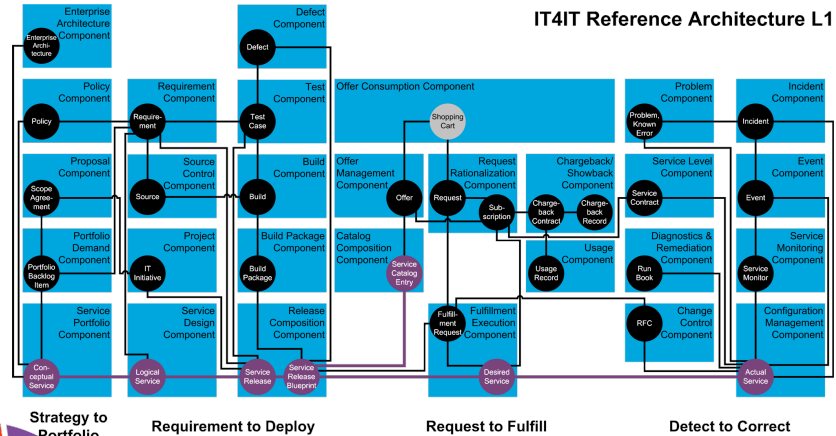 IT4IT Reference Architecture L1
Enterprise
Architecture
Component
Enterprise
Archi-
tecture
Defect
Component
Defect
Policy
Component
Policy
Requirement
Component
Require-
ment
Test
Component
Test
Case
Offer Consumption Component
Shopping
Cart
Problem
Component
Problem,
Known
Error
Incident
Component
Incident
Proposal
Component
Scope
Agree-
ment
Source
Control
Component
Source
Build
Component
Build
Offer
Management
Component
Offer
Request
Rationalization
Component
Request
Sub-
scription
Chargeback/
Showback
Component
Charge-
back
Contract
Charge-
back
Record
Service Level
Component
Service
Contract
Event
Component
Event
Portfolio
Demand
Component
Portfolio
Backlog
Item
Project
Component
IT
Initiative
Build Package
Component
Build
Package
Catalog
Composition
Component
Service
Catalog
Entry
Usage
Component
Usage
Record
Diagnostics &
Remediation
Component
Run
Book
Service
Monitoring
Component
Service
Monitor
Service
Portfolio
Component
Con-
ceptual
Service
Service
Design
Component
Logical
Service
Release
Composition
Component
Service
Release
Service
Release
Blueprint
Fulfillment
Execution
Component
Fulfill-
ment
Request
Desired
Service
Change
Control
Component
RFC
Configuration
Management
Component
Actual
Service
Strategy to
Portfolio
Requirement to Deploy
Request to Fulfill
Detect to Correct